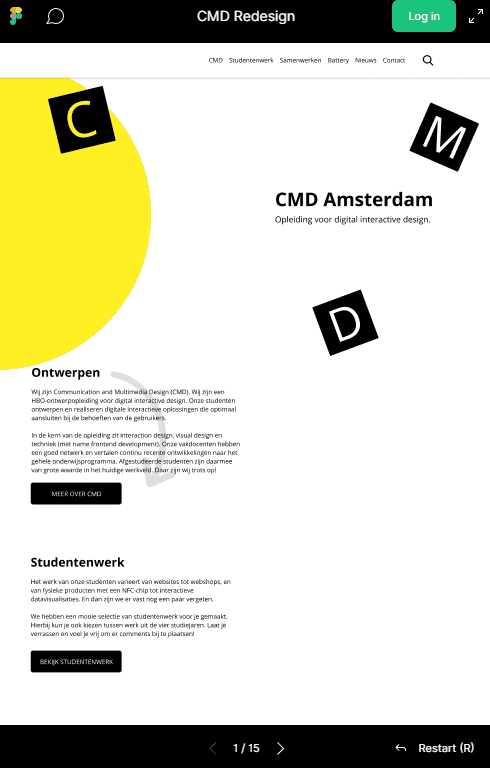 CMD Redesign
Log in
CMD Studentenwerk Samenwerken Battery Nieuws Contact
C
M
CMD Amsterdam
Opleiding voor digital interactive design.
D
Ontwerpen
Wij zijn Communication and Multimedia Design (CMD). Wij zijn een
HBO-ontwerpopleiding voor digital interactive design. Onze studenten
ontwerpen en realiseren digitale interactieve oplossingen die optimaal
aansluiten bij de behoeften van de gebruikers.
In de kern van de opleiding zit interaction design, visual design en
techniek (met name frontend development). Onze vakdocenten hebben
een goed netwerk en vertalen continu recente ontwikkelingen naar het
gehele onderwijsprogramma. Afgestudeerde studenten zijn daarmee
van grote waarde in het huidige werkveld. Daar zijn wij trots op!
MEER OVER CMD
Studentenwerk
Het werk van onze studenten varieert van websites tot webshops, en
van fysieke producten met een NFC-chip tot interactieve
datavisualisaties. En dan zijn we er vast nog een paar vergeten.
We hebben een mooie selectie van studentenwerk voor je gemaakt.
Hierbij kun je ook kiezen tussen werk uit de vier studiejaren. Laat je
verrassen en voel je vrij om er comments bij te plaatsen!
BEKIJK STUDENTENWERK
1 / 15
Restart (R)